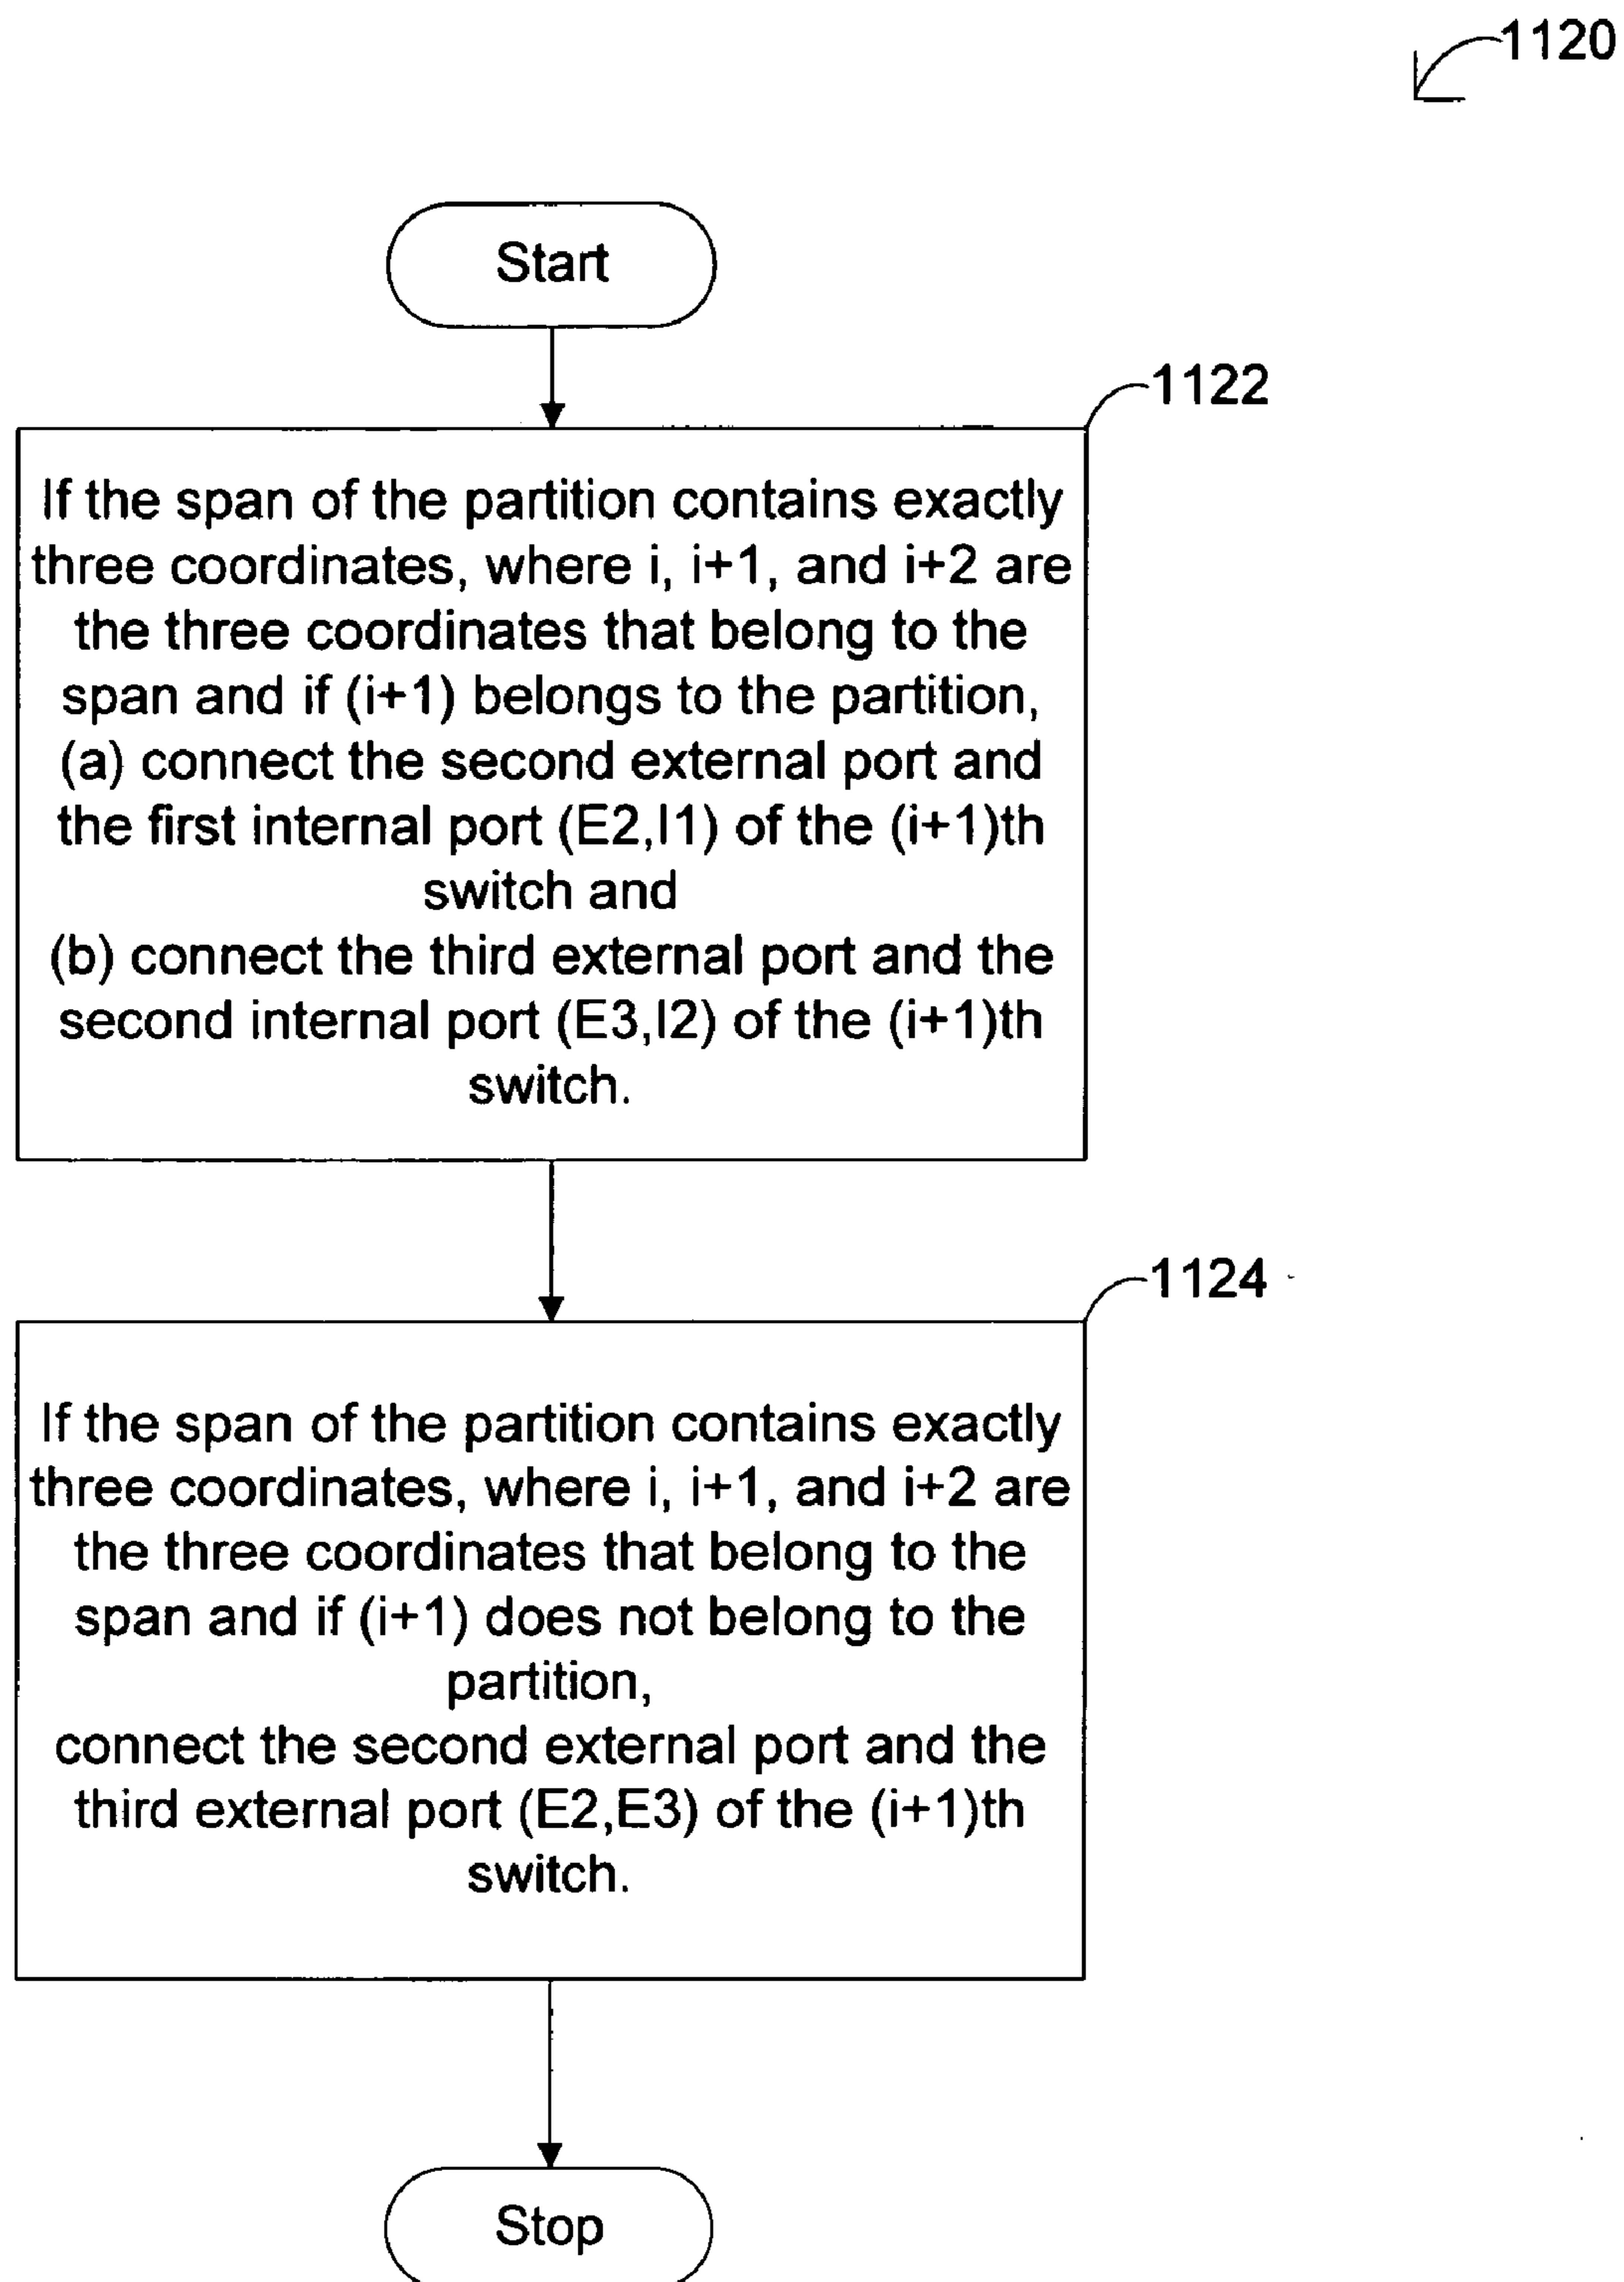 1120
Start
1122
If the span of the partition contains exactly
three coordinates, where i, i+1, and i+2 are
the three coordinates that belong to the
span and if (i+1) belongs to the partition,
(a) connect the second external port and
the first internal port (E2,I1) of the (i+1)th
switch and
(b) connect the third external port and the
second internal port (E3,I2) of the (i+1)th
switch.
1124
If the span of the partition contains exactly
three coordinates, where i, i+1, and i+2 are
the three coordinates that belong to the
span and if (i+1) does not belong to the
partition,
connect the second external port and the
third external port (E2,E3) of the (i+1)th
switch.
Stop